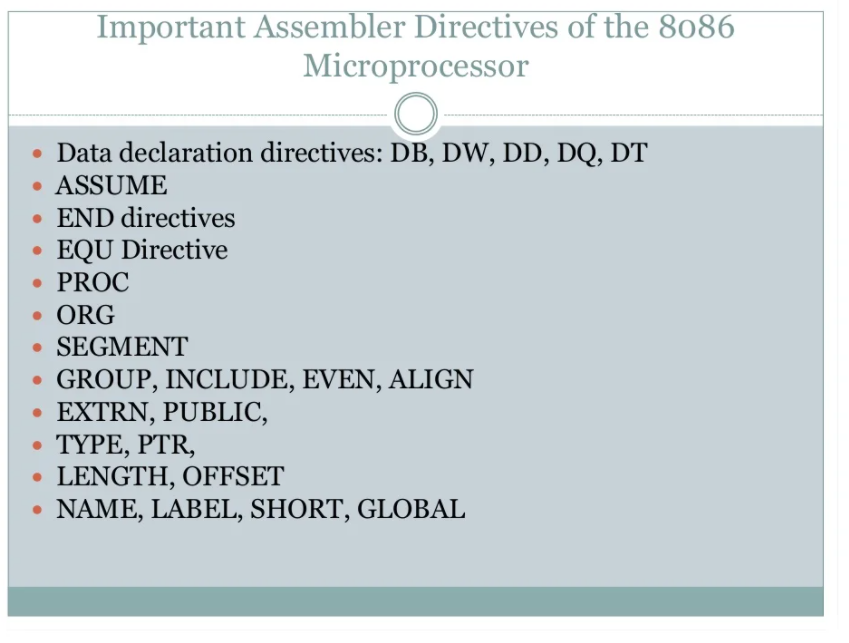 Important Assembler Directives of the 8086
Microprocessor
• Data declaration directives: DB, DW, DD, DQ, DT
• ASSUME
• END directives
• EQU Directive
• PROC
• ORG
• SEGMENT
• GROUP, INCLUDE, EVEN, ALIGN
• EXTRN, PUBLIC,
• TYPE, PTR,
• LENGTH, OFFSET
• NAME, LABEL, SHORT, GLOBAL